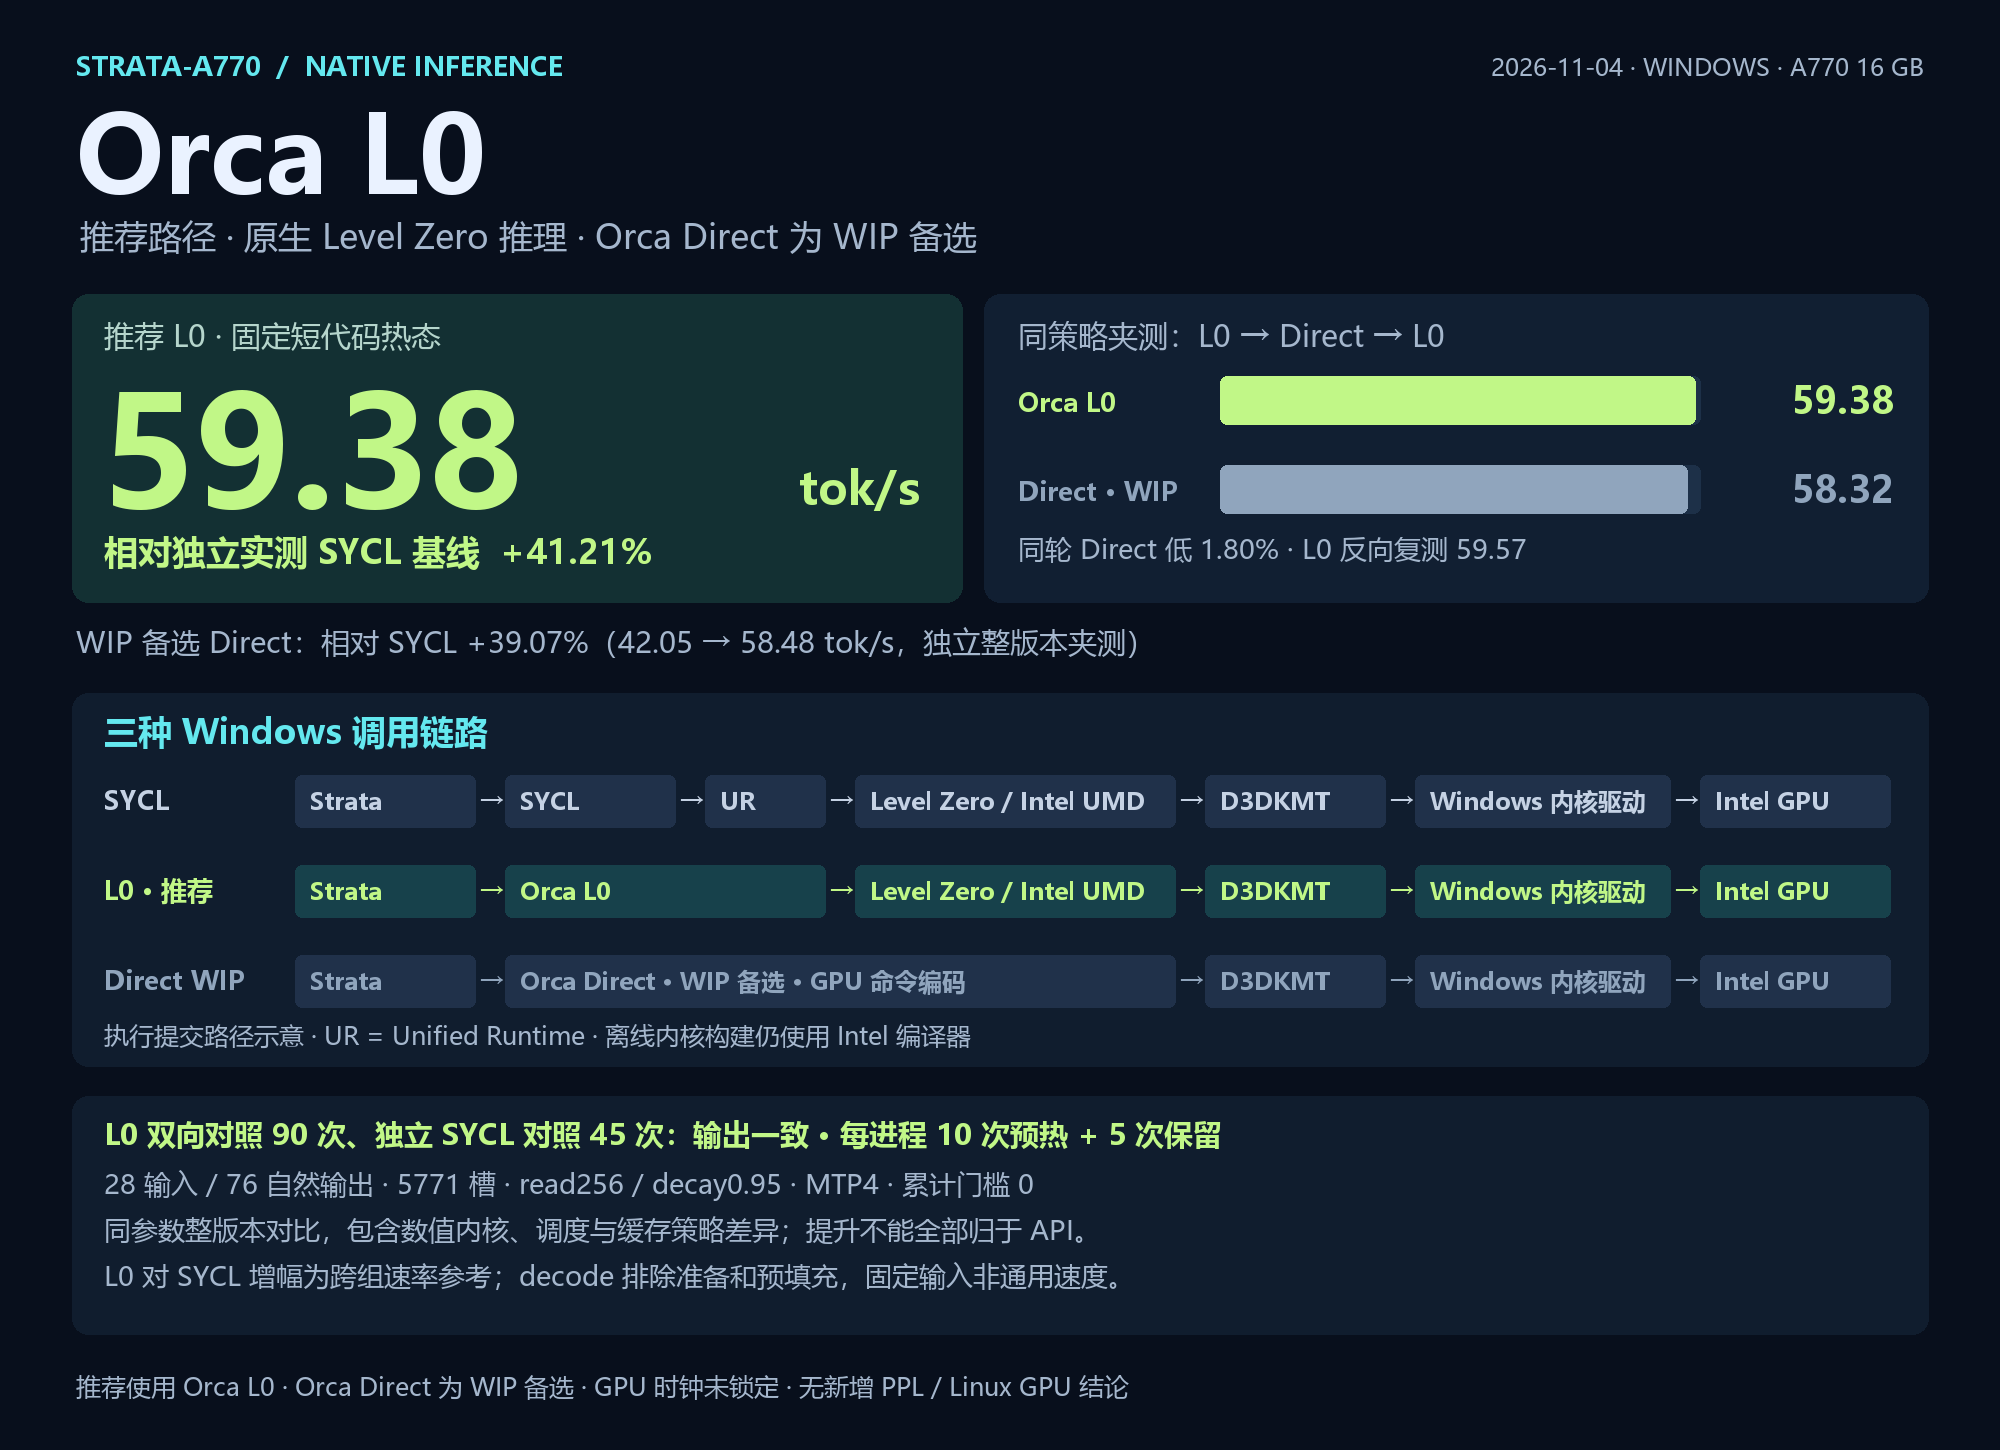 STRATA-A770 / NATIVE INFERENCE
2026-11-04 · WINDOWS · A770 16 GB
Orca L0
推荐路径 · 原生 Level Zero 推理 · Orca Direct 为 WIP 备选
推荐 L0 · 固定短代码热态
59.38 tok/s
相对独立实测 SYCL 基线 +41.21%
同策略夹测：L0 → Direct → L0
Orca L0 59.38
Direct • WIP 58.32
同轮 Direct 低 1.80% · L0 反向复测 59.57
WIP 备选 Direct：相对 SYCL +39.07%（42.05 → 58.48 tok/s，独立整版本夹测）
三种 Windows 调用链路
SYCL Strata → SYCL → UR → Level Zero / Intel UMD → D3DKMT → Windows 内核驱动 → Intel GPU
L0 • 推荐 Strata → Orca L0 → Level Zero / Intel UMD → D3DKMT → Windows 内核驱动 → Intel GPU
Direct WIP Strata → Orca Direct • WIP 备选 • GPU 命令编码 → D3DKMT → Windows 内核驱动 → Intel GPU
执行提交路径示意 · UR = Unified Runtime · 离线内核构建仍使用 Intel 编译器
L0 双向对照 90 次、独立 SYCL 对照 45 次：输出一致 • 每进程 10 次预热 + 5 次保留
28 输入 / 76 自然输出 · 5771 槽 · read256 / decay0.95 · MTP4 · 累计门槛 0
同参数整版本对比，包含数值内核、调度与缓存策略差异；提升不能全部归于 API。
L0 对 SYCL 增幅为跨组速率参考；decode 排除准备和预填充，固定输入非通用速度。
推荐使用 Orca L0 · Orca Direct 为 WIP 备选 · GPU 时钟未锁定 · 无新增 PPL / Linux GPU 结论